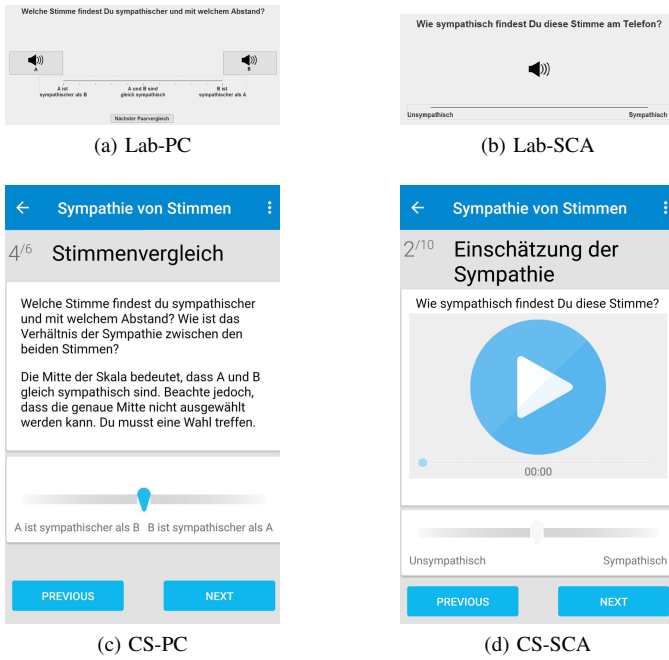 Welche Stimme findest Du sympathischer und mit welchem Abstand?
A
B
A ist
sympathischer als B
A und B sind
gleich sympathisch
B ist
sympathischer als A
Nächster Paarvergleich
(a) Lab-PC
Wie sympathisch findest Du diese Stimme am Telefon?
Unsympathisch
Sympathisch
(b) Lab-SCA
Sympathie von Stimmen
4/6 Stimmenvergleich
Welche Stimme findest du sympathischer
und mit welchem Abstand? Wie ist das
Verhältnis der Sympathie zwischen den
beiden Stimmen?
Die Mitte der Skala bedeutet, dass A und B
gleich sympathisch sind. Beachte jedoch,
dass die genaue Mitte nicht ausgewählt
werden kann. Du musst eine Wahl treffen.
A ist sympathischer als B B ist sympathischer als A
PREVIOUS
NEXT
(c) CS-PC
Sympathie von Stimmen
2/10 Einschätzung der
Sympathie
Wie sympathisch findest Du diese Stimme?
00:00
Unsympathisch
Sympathisch
PREVIOUS
NEXT
(d) CS-SCA